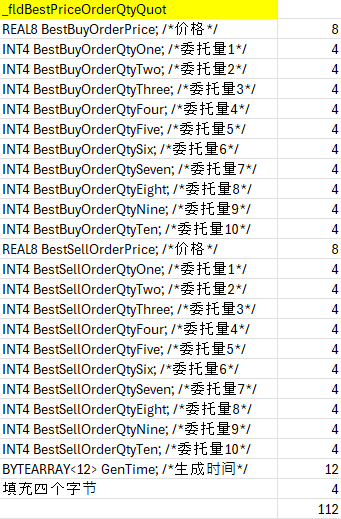 _fldBestPriceOrderQtyQuot
REAL8 BestBuyOrderPrice; /*价格*/ 8
INT4 BestBuyOrderQtyOne; /*委托量1*/ 4
INT4 BestBuyOrderQtyTwo; /*委托量2*/ 4
INT4 BestBuyOrderQtyThree; /*委托量3*/ 4
INT4 BestBuyOrderQtyFour; /*委托量4*/ 4
INT4 BestBuyOrderQtyFive; /*委托量5*/ 4
INT4 BestBuyOrderQtySix; /*委托量6*/ 4
INT4 BestBuyOrderQtySeven; /*委托量7*/ 4
INT4 BestBuyOrderQtyEight; /*委托量8*/ 4
INT4 BestBuyOrderQtyNine; /*委托量9*/ 4
INT4 BestBuyOrderQtyTen; /*委托量10*/ 4
REAL8 BestSellOrderPrice; /*价格*/ 8
INT4 BestSellOrderQtyOne; /*委托量1*/ 4
INT4 BestSellOrderQtyTwo; /*委托量2*/ 4
INT4 BestSellOrderQtyThree; /*委托量3*/ 4
INT4 BestSellOrderQtyFour; /*委托量4*/ 4
INT4 BestSellOrderQtyFive; /*委托量5*/ 4
INT4 BestSellOrderQtySix; /*委托量6*/ 4
INT4 BestSellOrderQtySeven; /*委托量7*/ 4
INT4 BestSellOrderQtyEight; /*委托量8*/ 4
INT4 BestSellOrderQtyNine; /*委托量9*/ 4
INT4 BestSellOrderQtyTen; /*委托量10*/ 4
BYTEARRAY<12> GenTime; /*生成时间*/ 12
填充四个字节 4
112